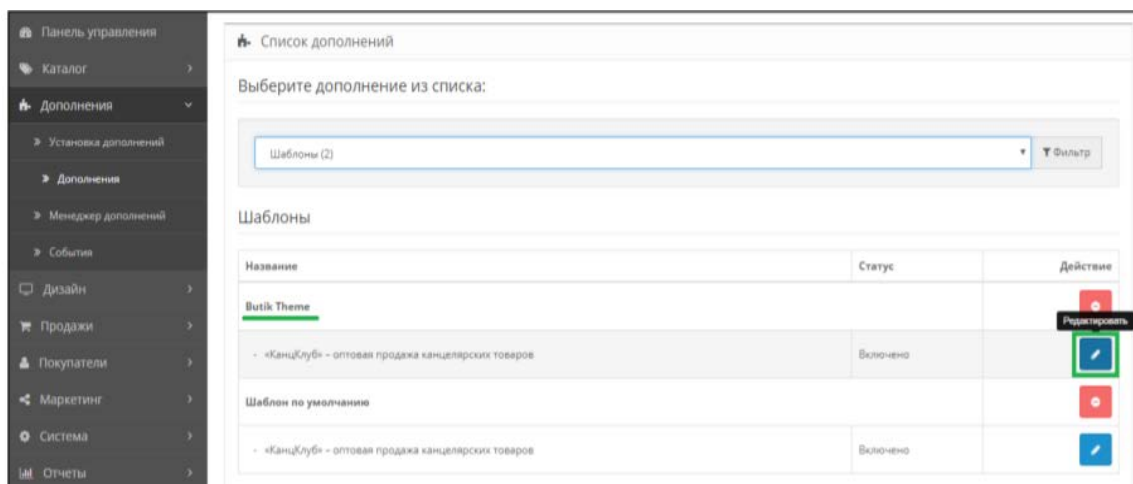 Панель управления
Каталог
Дополнения
Установка дополнений
Дополнения
Менеджер дополнений
События
Дизайн
Продажи
Покупатели
Маркетинг
Система
Отчеты
Список дополнений
Выберите дополнение из списка:
Шаблоны (2)
Фильтр
Шаблоны
Название Статус Действие
Butik Theme
Редактировать
- «КанцКлуб» – оптовая продажа канцелярских товаров Включено
Шаблон по умолчанию
- «КанцКлуб» – оптовая продажа канцелярских товаров Включено